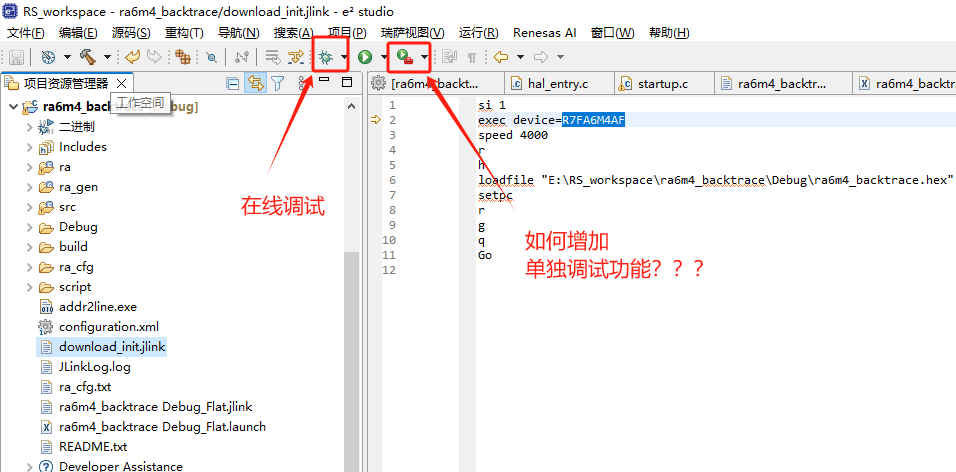 RS_workspace - ra6m4_backtrace/download_init.jlink - e² studio
文件(F) 编辑(E) 源码(S) 重构(T) 导航(N) 搜索(A) 项目(P) 瑞萨视图(V) 运行(R) Renesas AI 窗口(W) 帮助(H)
项目资源管理器
[ra6m4_backt... hal_entry.c startup.c ra6m4_backtr... ra6m4_backtr
工作空间
二进制
Includes
ra
ra_gen
src
Debug
build
ra_cfg
script
addr2line.exe
configuration.xml
download_init.jlink
JLinkLog.log
ra_cfg.txt
ra6m4_backtrace Debug_Flat.jlink
ra6m4_backtrace Debug_Flat.launch
README.txt
Developer Assistance
1 si 1
2 exec device=R7FA6M4AF
3 speed 4000
4 r
5 h
6 loadfile "E:\RS_workspace\ra6m4_backtrace\Debug\ra6m4_backtrace.hex"
7 setpc
8 r
9 g
10 q
11 Go
12
在线调试
如何增加
单独调试功能？？？